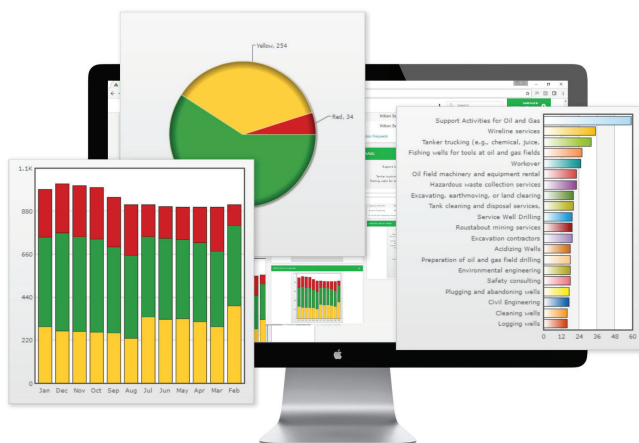 Yellow, 254
Red, 34
1.1K
880
660
440
220
0
Jan Dec Nov Oct Sep Aug Jul Jun May Apr Mar Feb
Support Activities for Oil and Gas
Wireline services
Tanker trucking (e.g., chemical, juice,
Fishing wells for tools at oil and gas fields
Workover
Oil field machinery and equipment rental
Hazardous waste collection services
Excavating, earthmoving, or land clearing
Tank cleaning and disposal services,
Service Well Drilling
Roustabout mining services
Excavation contractors
Acidizing Wells
Preparation of oil and gas field drilling
Environmental engineering
Safety consulting
Plugging and abandoning wells
Civil Engineering
Cleaning wells
Logging wells
0 12 24 36 48 60